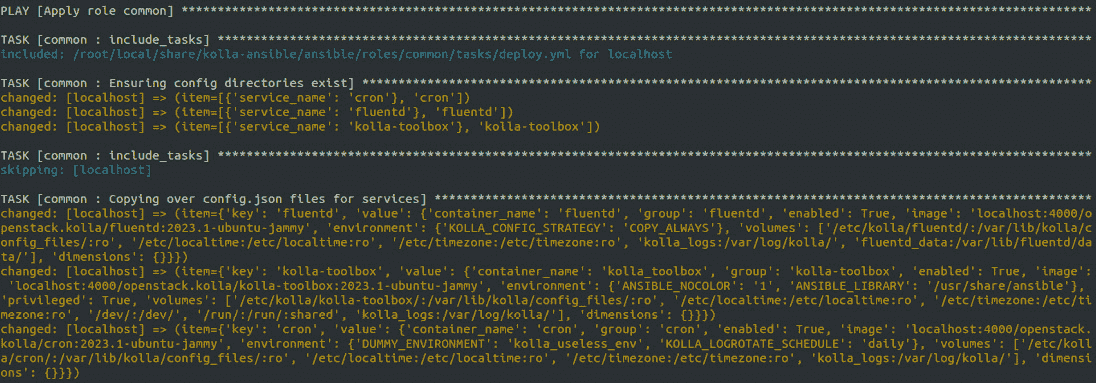 PLAY [Apply role common] ****************************************************************************************************************************
TASK [common : include_tasks] ***********************************************************************************************************************
included: /root/local/share/kolla-ansible/ansible/roles/common/tasks/deploy.yml for localhost
TASK [common : Ensuring config directories exist] ***************************************************************************************************
changed: [localhost] => (item=[{'service_name': 'cron'}, 'cron'])
changed: [localhost] => (item=[{'service_name': 'fluentd'}, 'fluentd'])
changed: [localhost] => (item=[{'service_name': 'kolla-toolbox'}, 'kolla-toolbox'])
TASK [common : include_tasks] ***********************************************************************************************************************
skipping: [localhost]
TASK [common : Copying over config.json files for services] *****************************************************************************************
changed: [localhost] => (item={'key': 'fluentd', 'value': {'container_name': 'fluentd', 'group': 'fluentd', 'enabled': True, 'image': 'localhost:4000/
openstack.kolla/fluentd:2023.1-ubuntu-jammy', 'environment': {'KOLLA_CONFIG_STRATEGY': 'COPY_ALWAYS'}, 'volumes': ['/etc/kolla/fluentd/:/var/lib/kolla/c
onfig_files/:ro', '/etc/localtime:/etc/localtime:ro', '/etc/timezone:/etc/timezone:ro', 'kolla_logs:/var/log/kolla/', 'fluentd_data:/var/lib/fluentd/da
ta/'], 'dimensions': {}}})
changed: [localhost] => (item={'key': 'kolla-toolbox', 'value': {'container_name': 'kolla_toolbox', 'group': 'kolla-toolbox', 'enabled': True, 'image':
 'localhost:4000/openstack.kolla/kolla-toolbox:2023.1-ubuntu-jammy', 'environment': {'ANSIBLE_NOCOLOR': '1', 'ANSIBLE_LIBRARY': '/usr/share/ansible'},
'privileged': True, 'volumes': ['/etc/kolla/kolla-toolbox/:/var/lib/kolla/config_files/:ro', '/etc/localtime:/etc/localtime:ro', '/etc/timezone:/etc/ti
mezone:ro', '/dev/:/dev/', '/run/:/run/:shared', 'kolla_logs:/var/log/kolla/'], 'dimensions': {}}})
changed: [localhost] => (item={'key': 'cron', 'value': {'container_name': 'cron', 'group': 'cron', 'enabled': True, 'image': 'localhost:4000/openstack.
kolla/cron:2023.1-ubuntu-jammy', 'environment': {'DUMMY_ENVIRONMENT': 'kolla_useless_env', 'KOLLA_LOGROTATE_SCHEDULE': 'daily'}, 'volumes': ['/etc/koll
a/cron/:/var/lib/kolla/config_files/:ro', '/etc/localtime:/etc/localtime:ro', '/etc/timezone:/etc/timezone:ro', 'kolla_logs:/var/log/kolla/'], 'dimensi
ons': {}}})